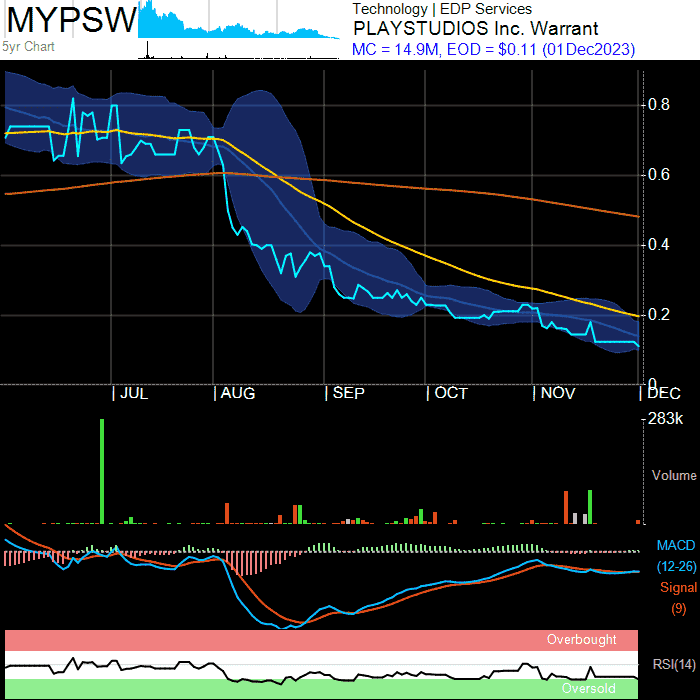 MYPSW
5yr Chart
Technology | EDP Services
PLAYSTUDIOS Inc. Warrant
MC = 14.9M, EOD = $0.11 (01Dec2023)
0.8
0.6
0.4
0.2
0
JUL AUG SEP OCT NOV DEC
283k
Volume
MACD
(12-26)
Signal
(9)
Overbought
RSI(14)
Oversold